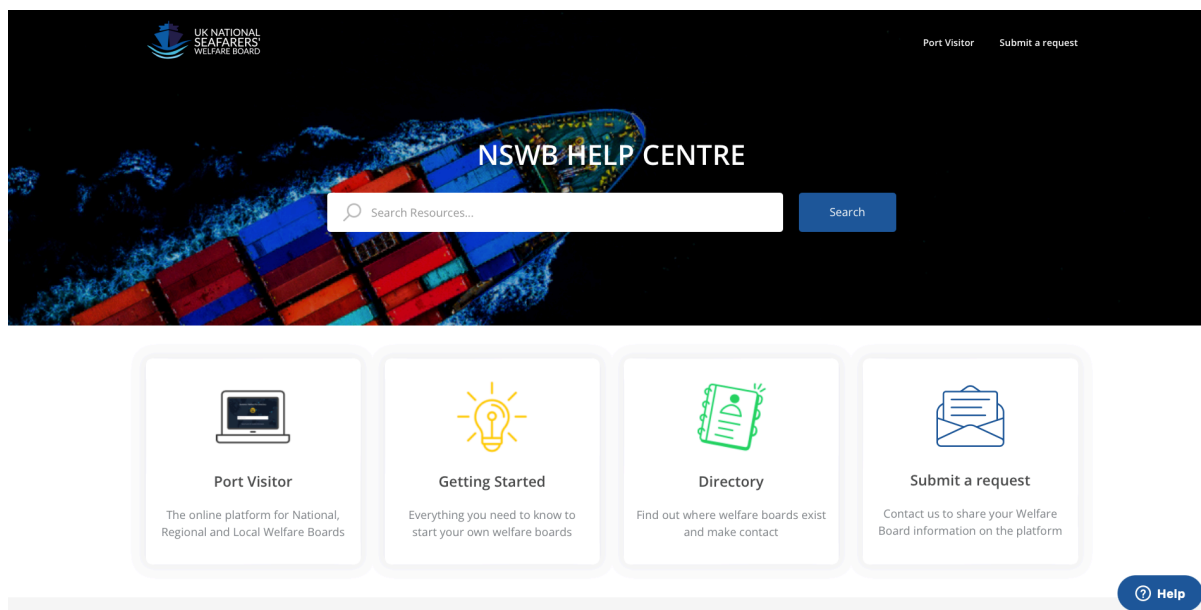 UK NATIONAL
SEAFARERS'
WELFARE BOARD
Port Visitor
Submit a request
NSWB HELP CENTRE
Search Resources...
Search
Port Visitor
The online platform for National,
Regional and Local Welfare Boards
Getting Started
Everything you need to know to
start your own welfare boards
Directory
Find out where welfare boards exist
and make contact
Submit a request
Contact us to share your Welfare
Board information on the platform
Help